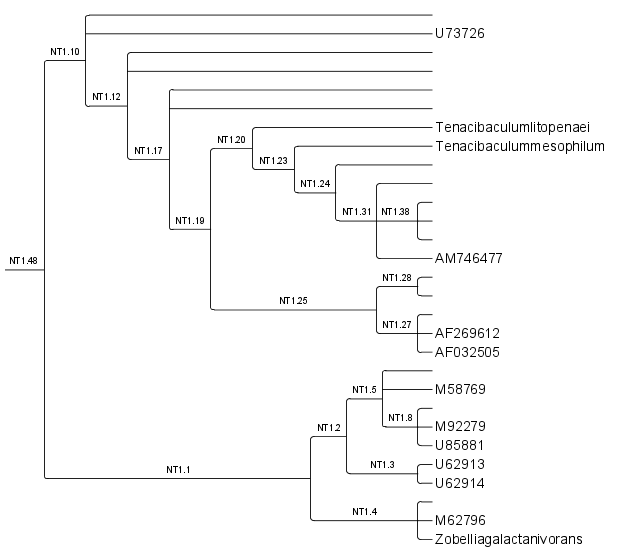 U73726
NT1.10
NT1.12
Tenacibaculumlitopenaei
NT1.20
Tenacibaculummesophilum
NT1.17
NT1.23
NT1.24
NT1.31 NT1.38
NT1.19
AM746477
NT1.48
NT1.28
NT1.25
NT1.27
AF269612
AF032505
M58769
NT1.5
NT1.8
M92279
NT1.2
U85881
U62913
NT1.3
NT1.1
U62914
NT1.4
M62796
Zobelliagalactanivorans